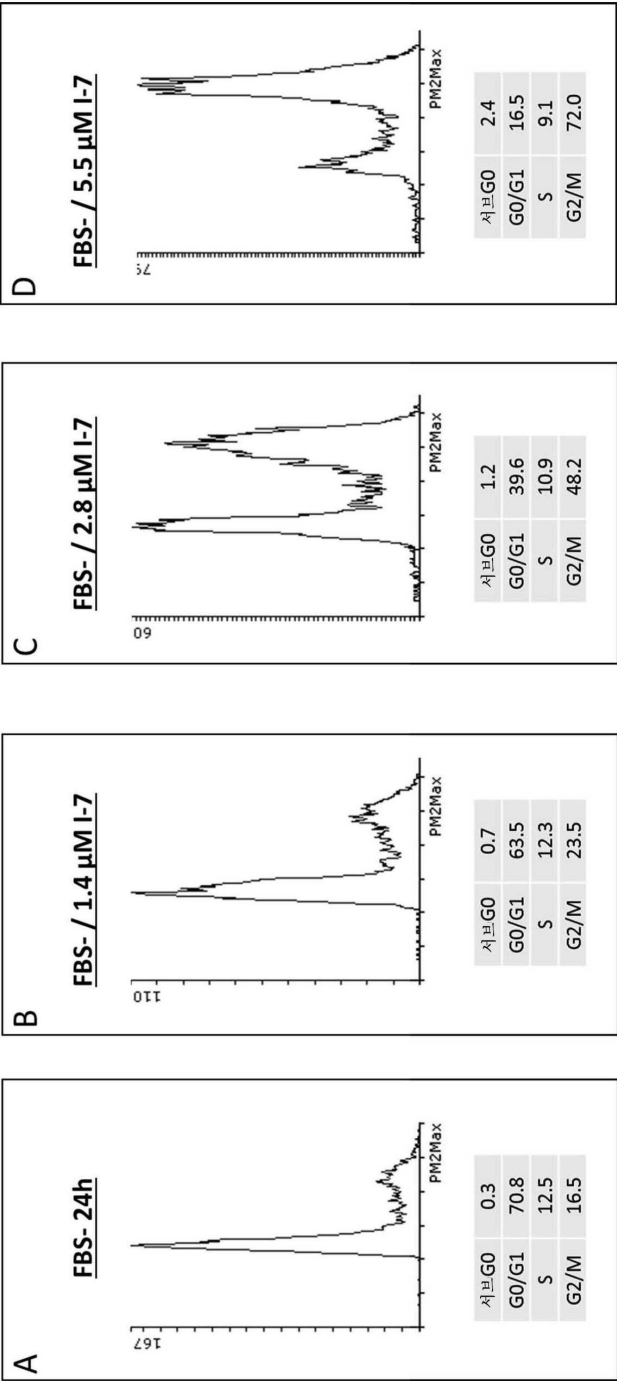 A
FBS- 24h
167
PM2Max
서브G0 0.3
G0/G1 70.8
S 12.5
G2/M 16.5
B
FBS- / 1.4 µM I-7
110
PM2Max
서브G0 0.7
G0/G1 63.5
S 12.3
G2/M 23.5
C
FBS- / 2.8 µM I-7
60
PM2Max
서브G0 1.2
G0/G1 39.6
S 10.9
G2/M 48.2
D
FBS- / 5.5 µM I-7
PM2Max
서브G0 2.4
G0/G1 16.5
S 9.1
G2/M 72.0